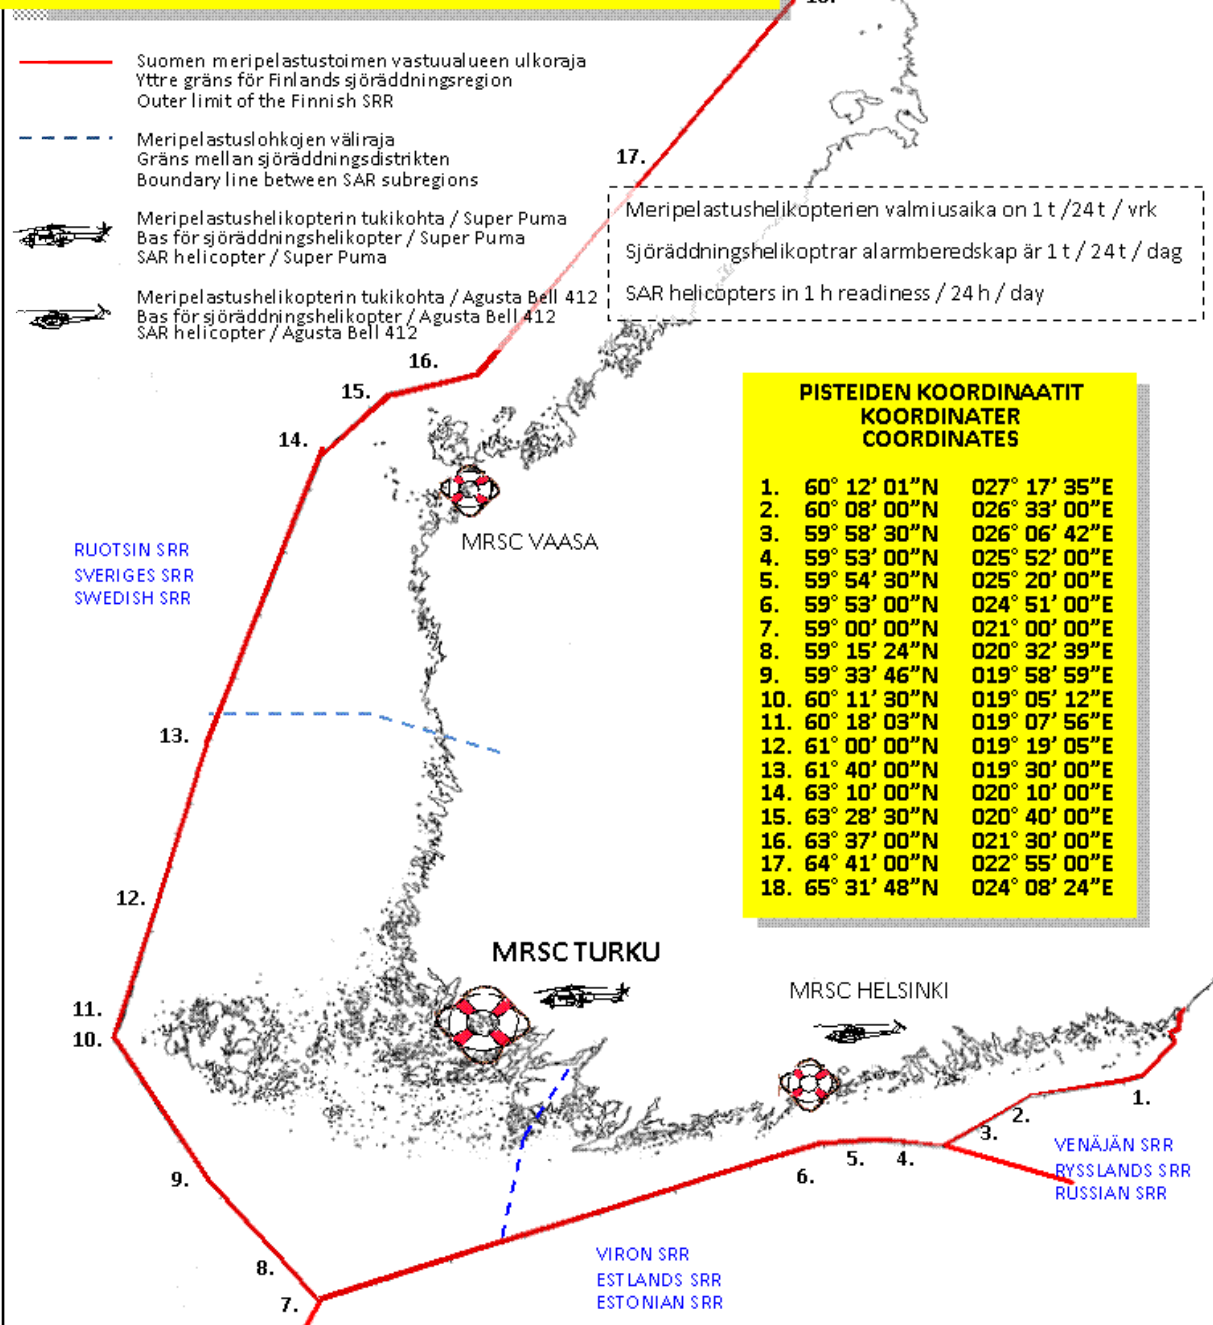 18.
Suomen meripelastustoimen vastuualueen ulkoraja
Yttre gräns för Finlands sjöräddningsregion
Outer limit of the Finnish SRR
Meripelastuslohkojen väliraja
Gräns mellan sjöräddningsdistrikten
Boundary line between SAR subregions
Meripelastushelikopterin tukikohta / Super Puma
Bas för sjöräddningshelikopter / Super Puma
SAR helicopter / Super Puma
Meripelastushelikopterin tukikohta / Agusta Bell 412
Bas för sjöräddningshelikopter / Agusta Bell 412
SAR helicopter / Agusta Bell 412
17.
Meripelastushelikopterien valmiusaika on 1 t /24 t / vrk
Sjöräddningshelikoptrar alarmberedskap är 1 t / 24 t / dag
SAR helicopters in 1 h readiness / 24 h / day
16.
15.
14.
PISTEIDEN KOORDINAATIT
KOORDINATER
COORDINATES
1. 60° 12’ 01”N 027° 17’ 35”E
2. 60° 08’ 00”N 026° 33’ 00”E
3. 59° 58’ 30”N 026° 06’ 42”E
4. 59° 53’ 00”N 025° 52’ 00”E
5. 59° 54’ 30”N 025° 20’ 00”E
6. 59° 53’ 00”N 024° 51’ 00”E
7. 59° 00’ 00”N 021° 00’ 00”E
8. 59° 15’ 24”N 020° 32’ 39”E
9. 59° 33’ 46”N 019° 58’ 59”E
10. 60° 11’ 30”N 019° 05’ 12”E
11. 60° 18’ 03”N 019° 07’ 56”E
12. 61° 00’ 00”N 019° 19’ 05”E
13. 61° 40’ 00”N 019° 30’ 00”E
14. 63° 10’ 00”N 020° 10’ 00”E
15. 63° 28’ 30”N 020° 40’ 00”E
16. 63° 37’ 00”N 021° 30’ 00”E
17. 64° 41’ 00”N 022° 55’ 00”E
18. 65° 31’ 48”N 024° 08’ 24”E
MRSC VAASA
RUOTSIN SRR
SVERIGES SRR
SWEDISH SRR
13.
12.
MRSC TURKU
MRSC HELSINKI
11.
10.
1.
2.
3.
4.
5.
6.
VENÄJÄN SRR
RYSSLANDS SRR
RUSSIAN SRR
9.
8.
7.
VIRON SRR
ESTLANDS SRR
ESTONIAN SRR